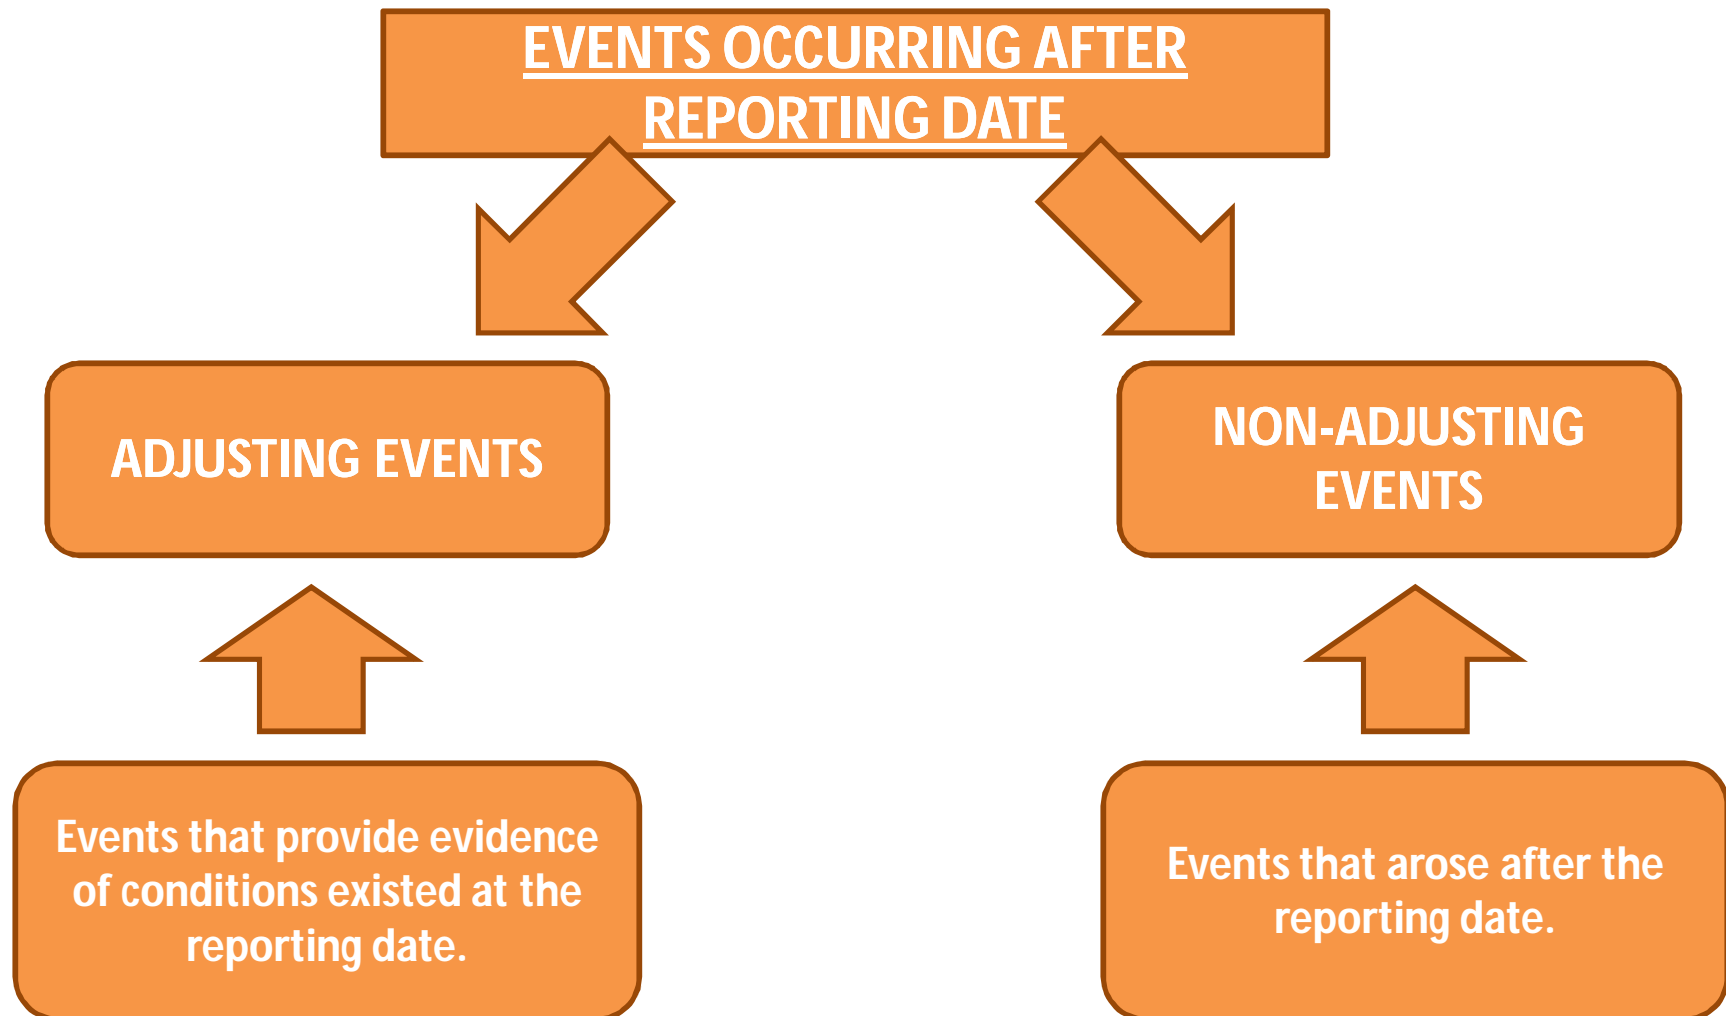 EVENTS OCCURRING AFTER
REPORTING DATE
ADJUSTING EVENTS
NON-ADJUSTING
EVENTS
Events that provide evidence
of conditions existed at the
reporting date.
Events that arose after the
reporting date.